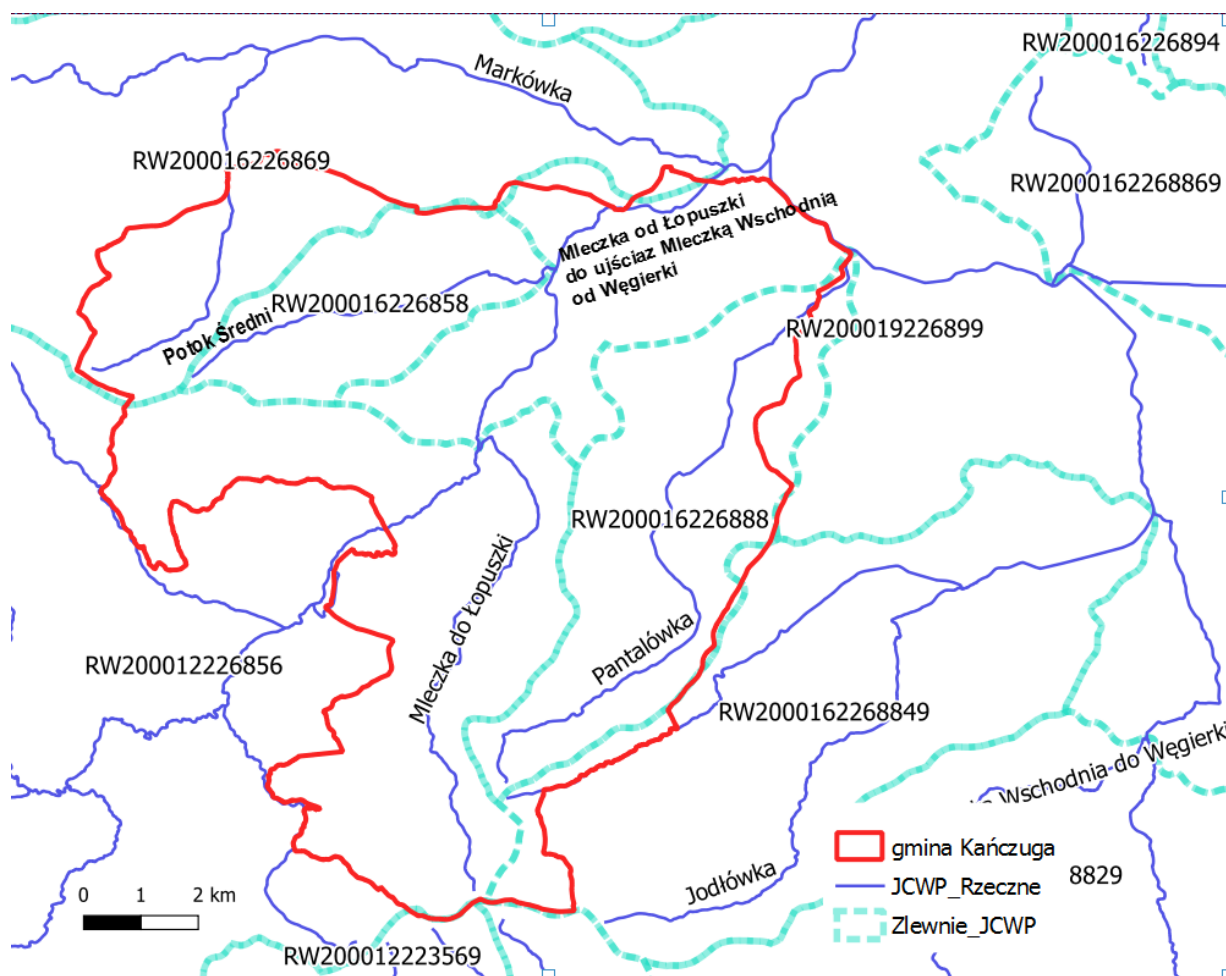 RW200016226894
Markówka
RW200016226869
RW2000162268869
Mleczka od Łopuszki
do ujściaz Mleczką Wschodnią
od Węgierki
RW200016226858
Potok Średni
RW200019226899
RW200016226888
Mleczka do Łopuszki
Pantalówka
RW200012226856
RW2000162268849
Wschodnia do Węgierki
gmina Kańczuga
JCWP_Rzeczne
Zlewnie_JCWP
8829
Jodłówka
0 1 2 km
RW200012223569